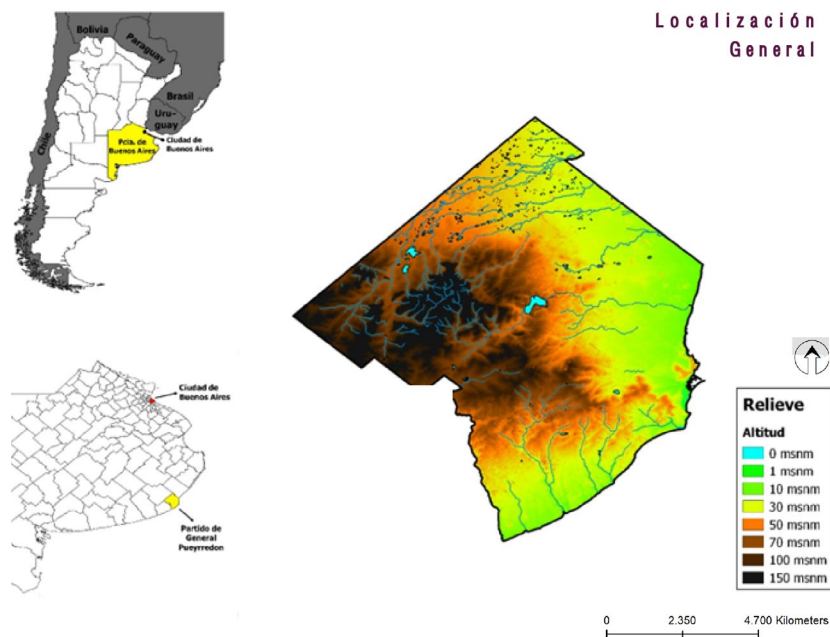 Localización
General
Bolivia
Paraguay
Brasil
Uru-
guay
Chile
Ciudad de
Buenos Aires
Pcia. de
Buenos Aires
Ciudad de
Buenos Aires
Partido de
General
Pueyrredon
Relieve
Altitud
0 msnm
1 msnm
10 msnm
30 msnm
50 msnm
70 msnm
100 msnm
150 msnm
0 2.350 4.700 Kilometers